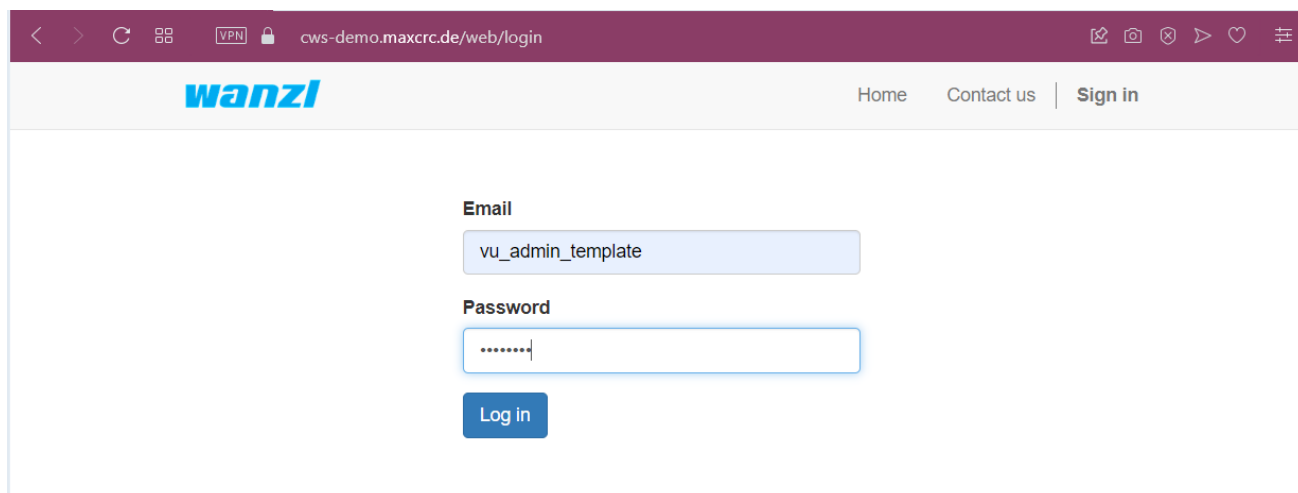 VPN cws-demo.maxcrc.de/web/login
wanzl Home Contact us Sign in
Email
vu_admin_template
Password
••••••••
Log in